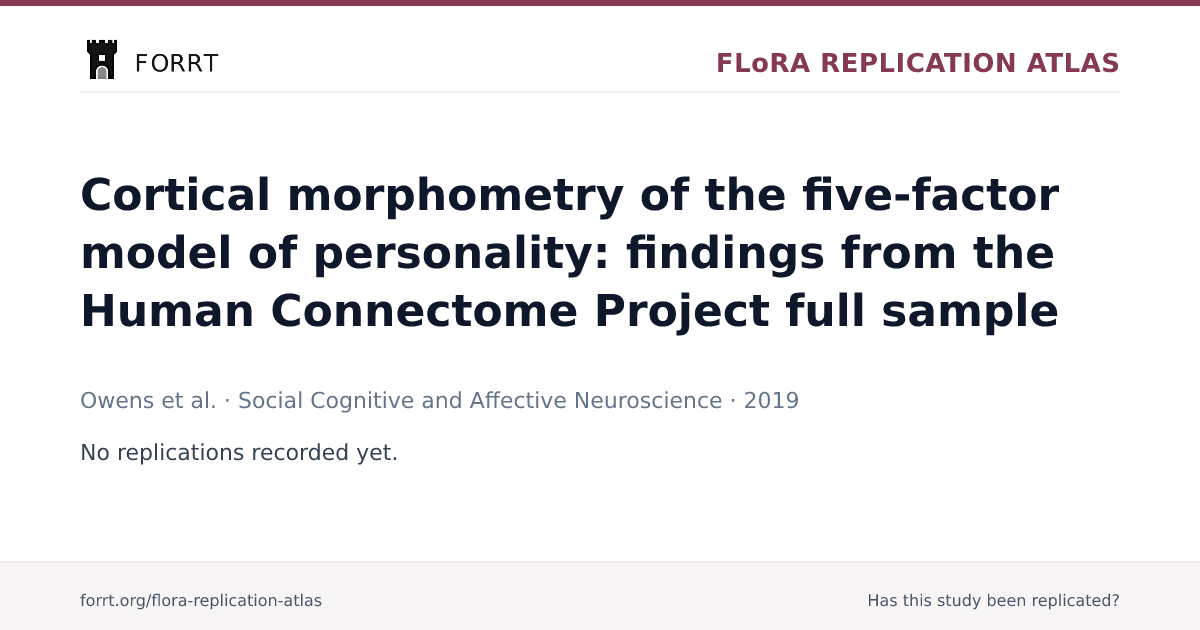 FORRT
FLoRA REPLICATION ATLAS
Cortical morphometry of the five-factor
model of personality: findings from the
Human Connectome Project full sample
Owens et al. · Social Cognitive and Affective Neuroscience · 2019
No replications recorded yet.
forrt.org/flora-replication-atlas
Has this study been replicated?